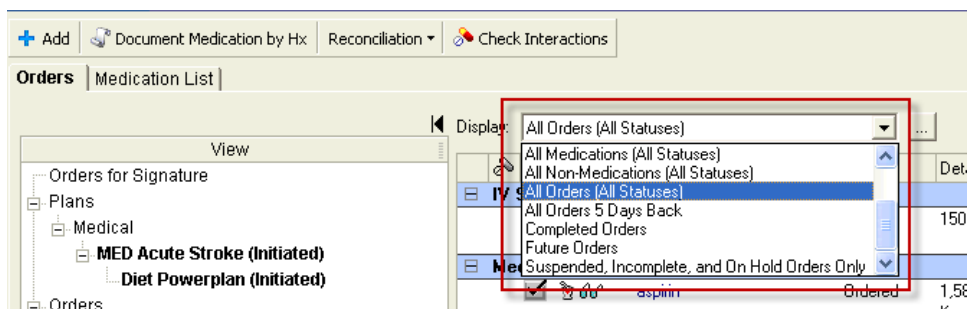 Add Document Medication by Hx Reconciliation Check Interactions
Orders Medication List
Display: All Orders (All Statuses) ...
View
All Medications (All Statuses)
Orders for Signature
All Non-Medications (All Statuses)
Plans
All Orders (All Statuses)
Medical
All Orders 5 Days Back
150
MED Acute Stroke (Initiated)
Completed Orders
Future Orders
Diet Powerplan (Initiated)
Suspended, Incomplete, and On Hold Orders Only
Orders
aspirin Ordered 1,58